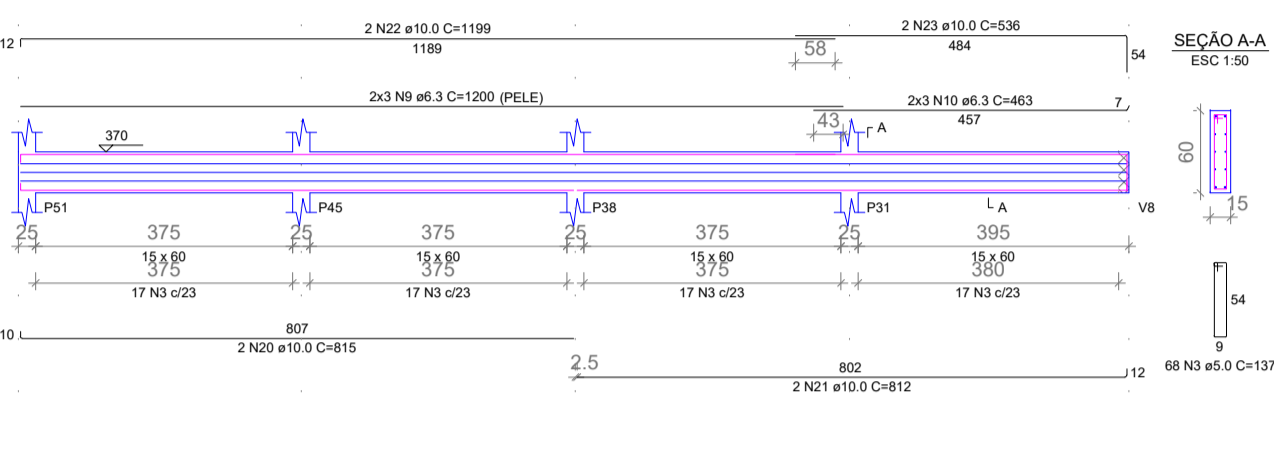 2 N22 ø10.0 C=1199
2 N23 ø10.0 C=536
12
1189
58
484
54
SEÇÃO A-A
ESC 1:50
2x3 N9 ø6.3 C=1200 (PELE)
2x3 N10 ø6.3 C=463
7
43
457
A
370
60
15
P51
P45
P38
P31
A
V8
25
375
25
375
25
375
25
395
15 x 60
15 x 60
15 x 60
15 x 60
375
375
375
380
17 N3 c/23
17 N3 c/23
17 N3 c/23
17 N3 c/23
54
9
68 N3 ø5.0 C=137
10
807
2 N20 ø10.0 C=815
2.5
802
12
2 N21 ø10.0 C=812